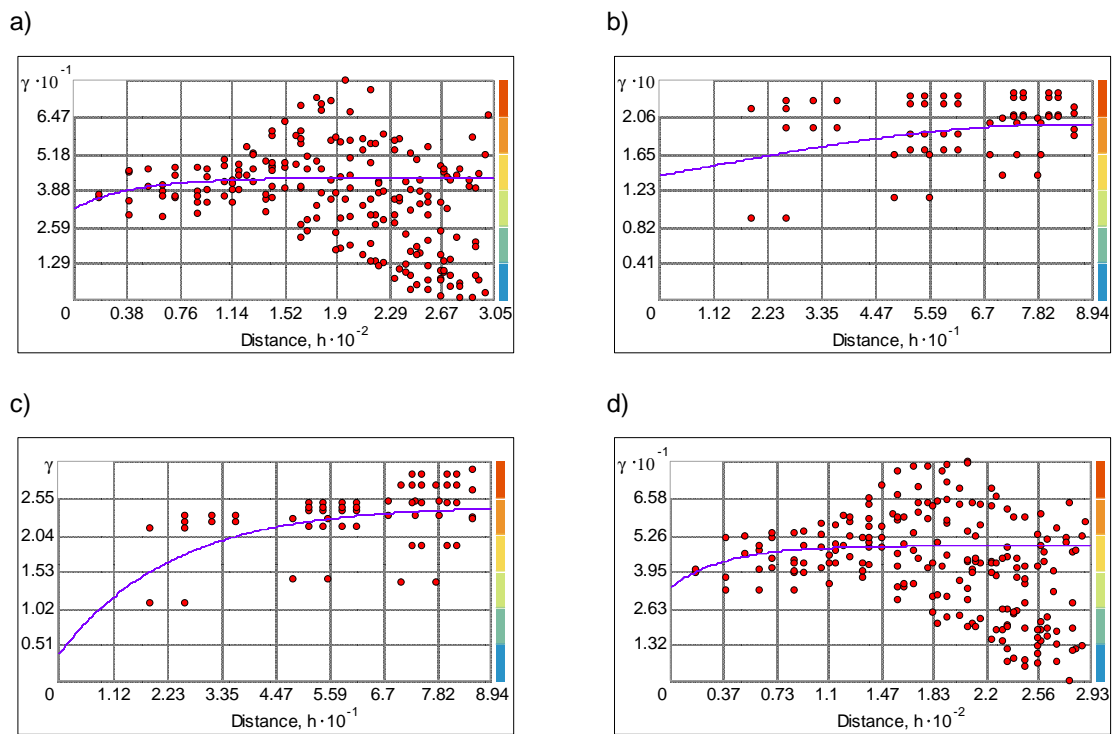 a)
γ·10⁻¹
6.47
5.18
3.88
2.59
1.29
0
0 0.38 0.76 1.14 1.52 1.9 2.29 2.67 3.05
Distance, h·10⁻²
b)
γ·10
2.06
1.65
1.23
0.82
0.41
0
0 1.12 2.23 3.35 4.47 5.59 6.7 7.82 8.94
Distance, h·10⁻¹
c)
γ
2.55
2.04
1.53
1.02
0.51
0 1.12 2.23 3.35 4.47 5.59 6.7 7.82 8.94
Distance, h·10⁻¹
d)
γ·10⁻¹
6.58
5.26
3.95
2.63
1.32
0 0.37 0.73 1.1 1.47 1.83 2.2 2.56 2.93
Distance, h·10⁻²